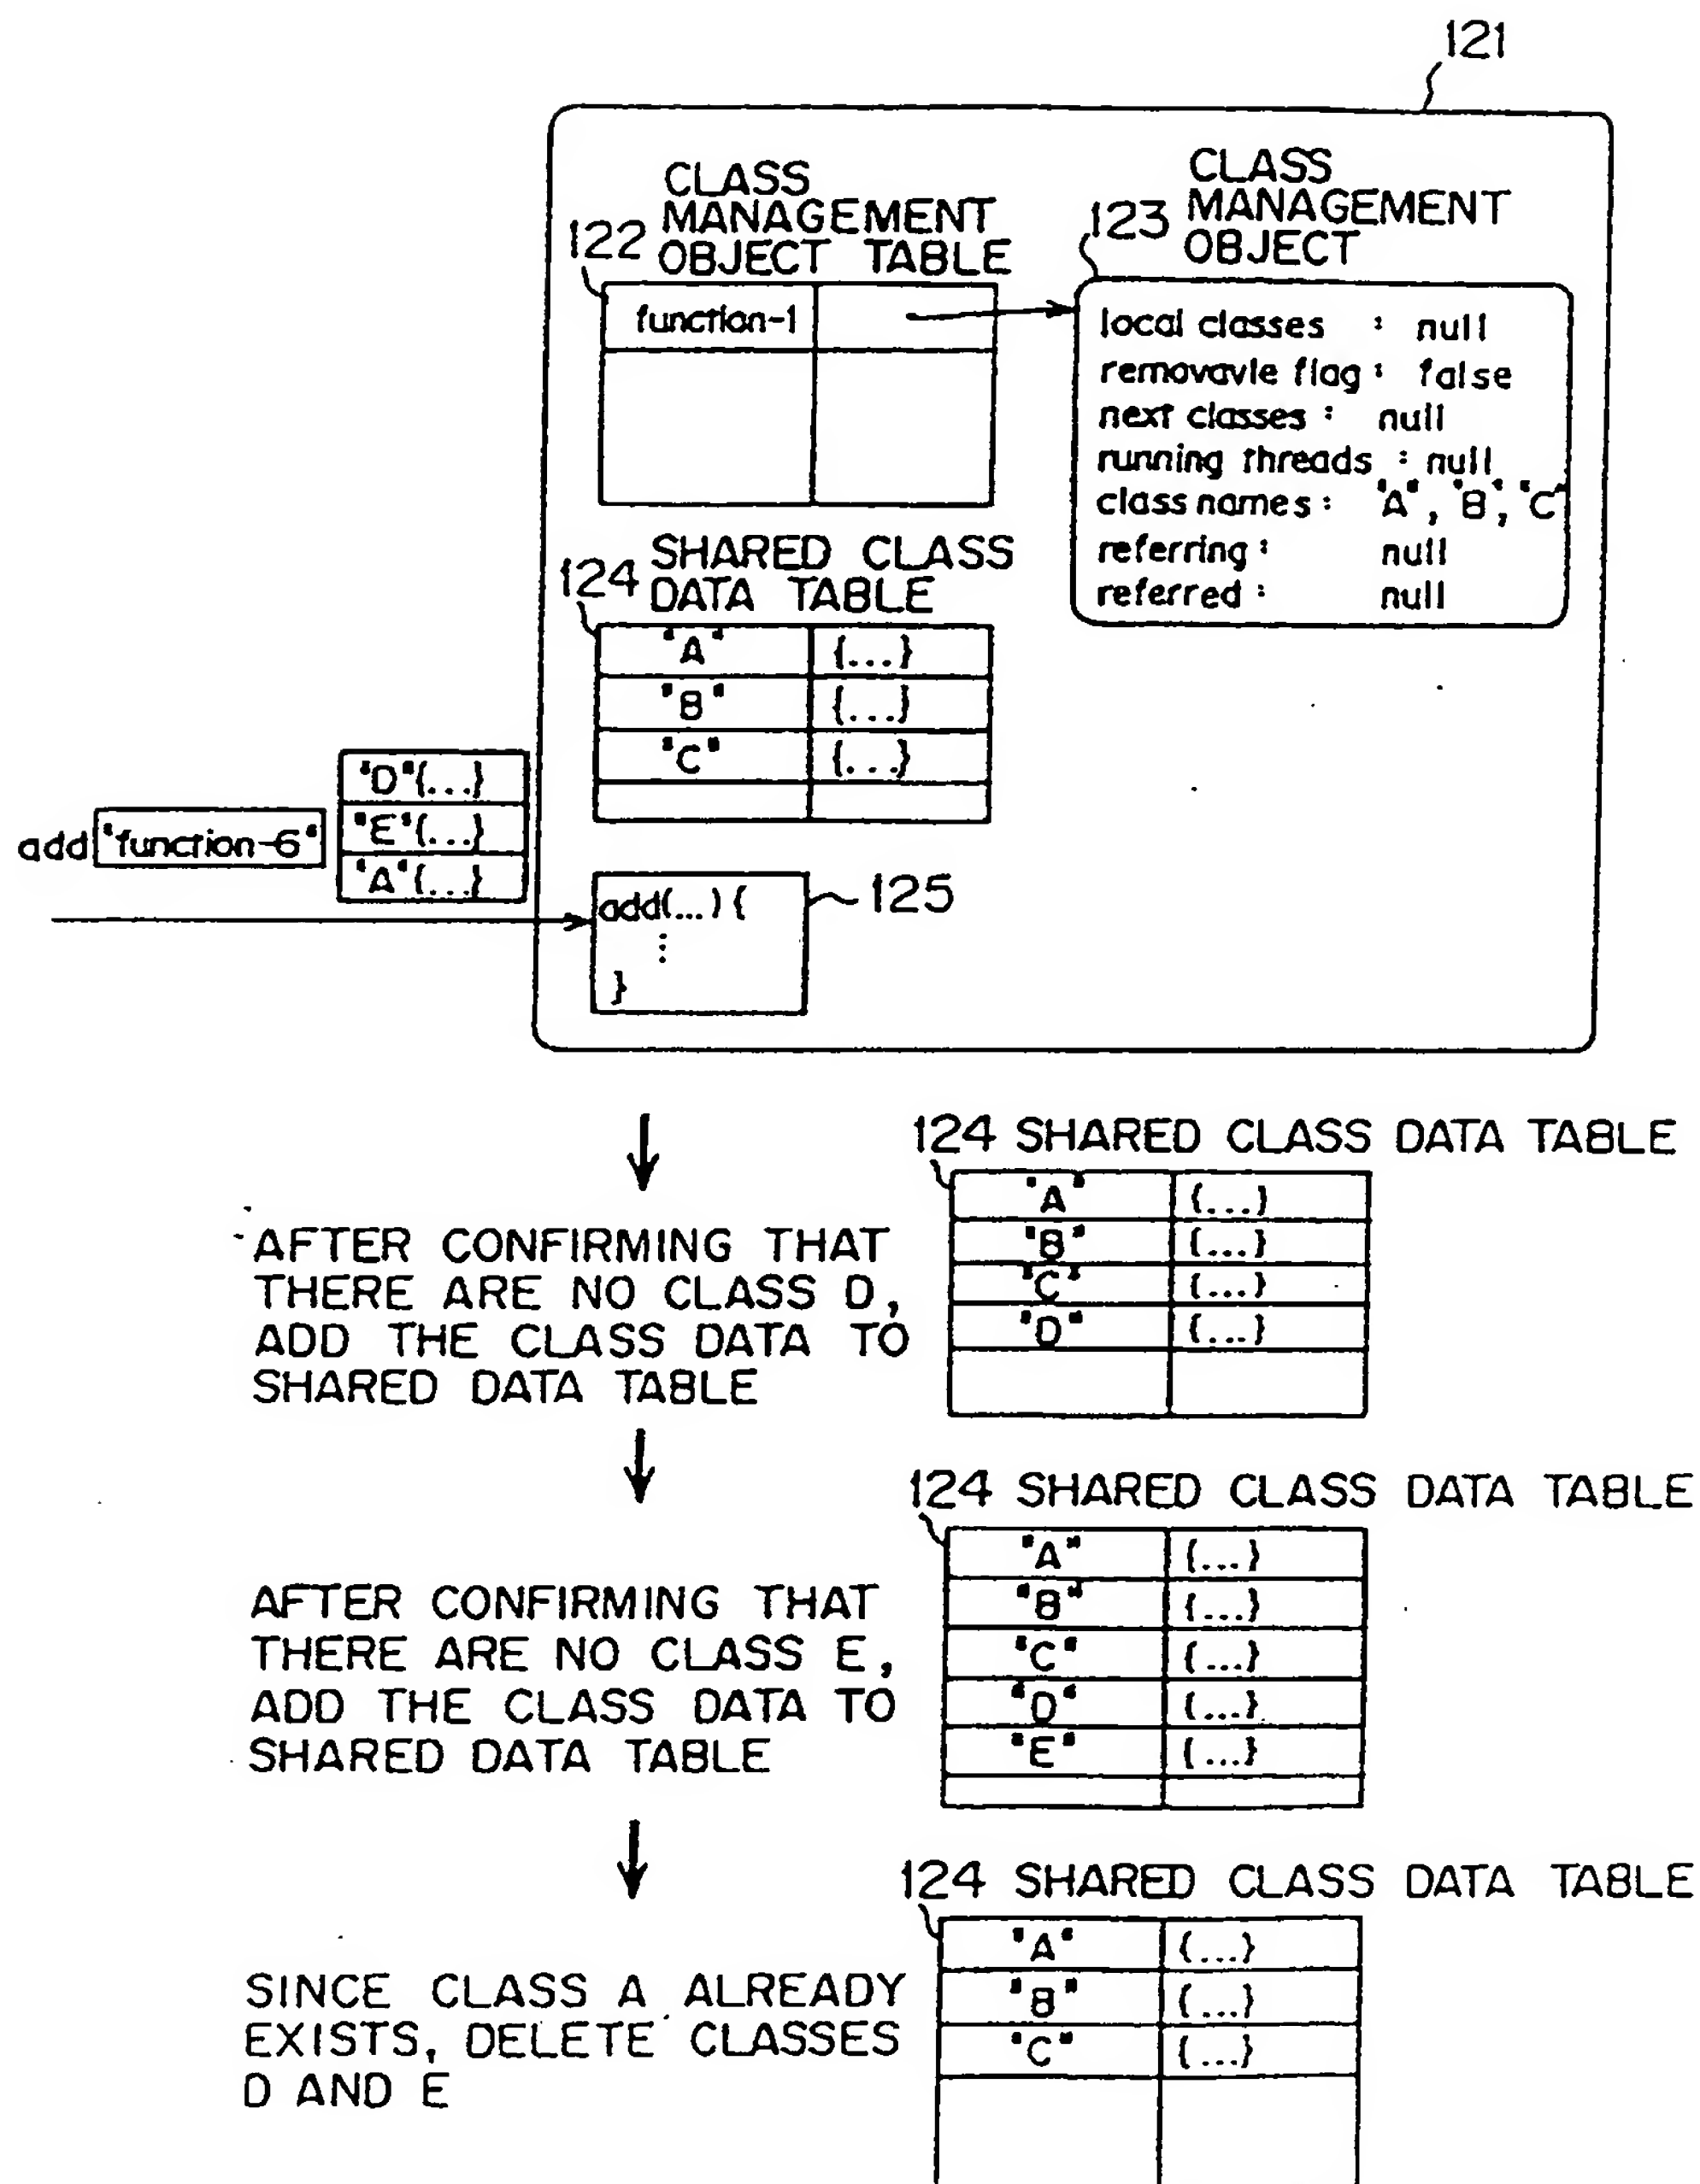 121
CLASS
MANAGEMENT
OBJECT TABLE
122
function-1
CLASS
MANAGEMENT
OBJECT
123
local classes : null
removavle flag : false
next classes : null
running threads : null
class names : "A", "B", "C"
referring : null
referred : null
SHARED CLASS
DATA TABLE
124
"A" {...}
"B" {...}
"C" {...}
add "function-6"
"D" {...}
"E" {...}
"A" {...}
add(...) {
⋮
}
125
AFTER CONFIRMING THAT
THERE ARE NO CLASS D,
ADD THE CLASS DATA TO
SHARED DATA TABLE
124 SHARED CLASS DATA TABLE
"A" {...}
"B" {...}
"C" {...}
"D" {...}
AFTER CONFIRMING THAT
THERE ARE NO CLASS E,
ADD THE CLASS DATA TO
SHARED DATA TABLE
124 SHARED CLASS DATA TABLE
"A" {...}
"B" {...}
"C" {...}
"D" {...}
"E" {...}
SINCE CLASS A ALREADY
EXISTS, DELETE CLASSES
D AND E
124 SHARED CLASS DATA TABLE
"A" {...}
"B" {...}
"C" {...}